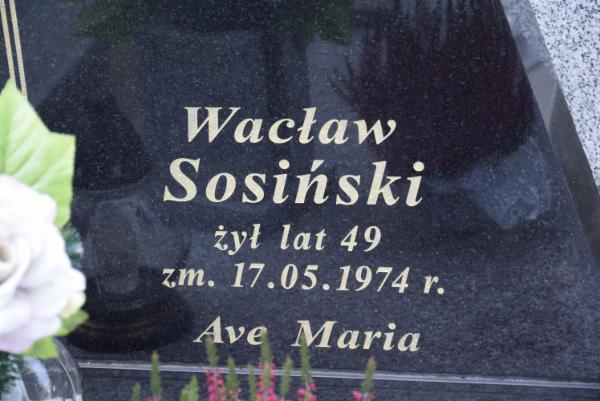 Wacław
Sosiński
żył lat 49
zm. 17.05.1974 r.
Ave Maria